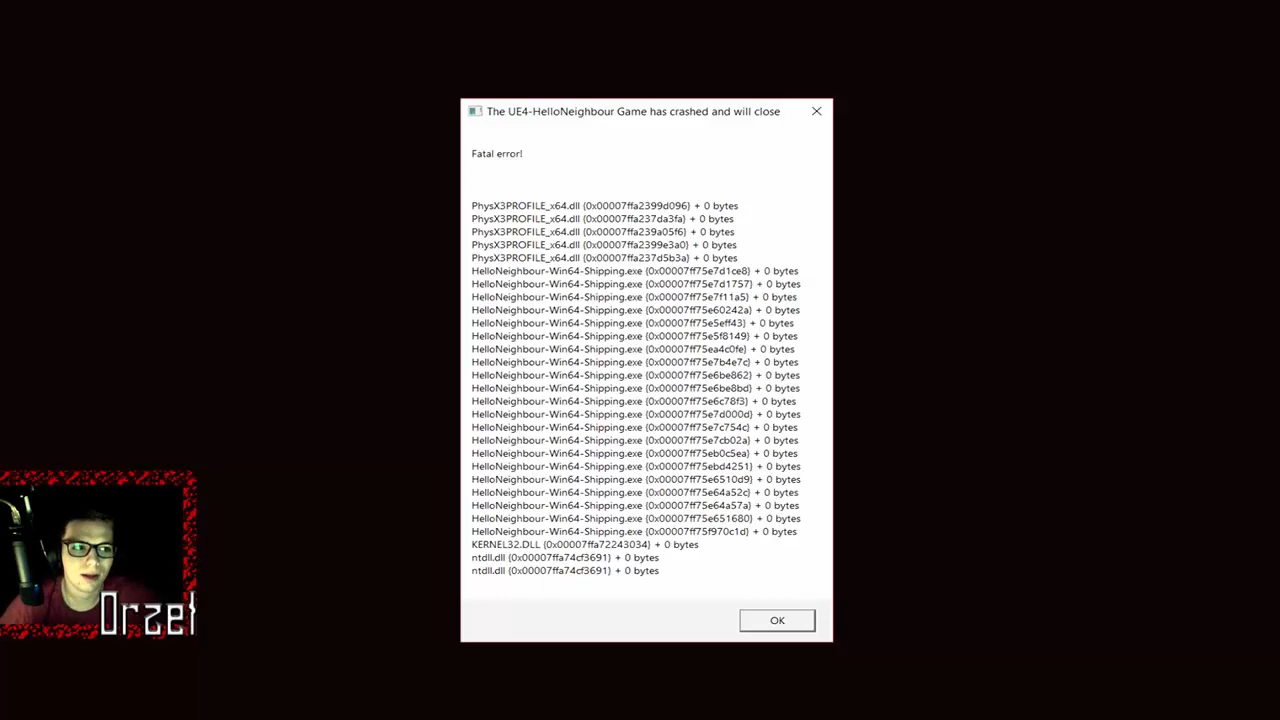 The UE4-HelloNeighbour Game has crashed and will close
Fatal error!
PhysX3PROFILE_x64.dll {0x00007ffa2399d096} + 0 bytes
PhysX3PROFILE_x64.dll {0x00007ffa237da3fa} + 0 bytes
PhysX3PROFILE_x64.dll {0x00007ffa239a05f6} + 0 bytes
PhysX3PROFILE_x64.dll {0x00007ffa2399e3a0} + 0 bytes
PhysX3PROFILE_x64.dll {0x00007ffa237d5b3a} + 0 bytes
HelloNeighbour-Win64-Shipping.exe {0x00007ff75e7d1ce8} + 0 bytes
HelloNeighbour-Win64-Shipping.exe {0x00007ff75e7d1757} + 0 bytes
HelloNeighbour-Win64-Shipping.exe {0x00007ff75e7f11a5} + 0 bytes
HelloNeighbour-Win64-Shipping.exe {0x00007ff75e60242a} + 0 bytes
HelloNeighbour-Win64-Shipping.exe {0x00007ff75e5eff43} + 0 bytes
HelloNeighbour-Win64-Shipping.exe {0x00007ff75e5f8149} + 0 bytes
HelloNeighbour-Win64-Shipping.exe {0x00007ff75ea4c0fe} + 0 bytes
HelloNeighbour-Win64-Shipping.exe {0x00007ff75e7b4e7c} + 0 bytes
HelloNeighbour-Win64-Shipping.exe {0x00007ff75e6be862} + 0 bytes
HelloNeighbour-Win64-Shipping.exe {0x00007ff75e6be8bd} + 0 bytes
HelloNeighbour-Win64-Shipping.exe {0x00007ff75e6c78f3} + 0 bytes
HelloNeighbour-Win64-Shipping.exe {0x00007ff75e7d000d} + 0 bytes
HelloNeighbour-Win64-Shipping.exe {0x00007ff75e7c754c} + 0 bytes
HelloNeighbour-Win64-Shipping.exe {0x00007ff75e7cb02a} + 0 bytes
HelloNeighbour-Win64-Shipping.exe {0x00007ff75eb0c5ea} + 0 bytes
HelloNeighbour-Win64-Shipping.exe {0x00007ff75ebd4251} + 0 bytes
HelloNeighbour-Win64-Shipping.exe {0x00007ff75e6510d9} + 0 bytes
HelloNeighbour-Win64-Shipping.exe {0x00007ff75e64a52c} + 0 bytes
HelloNeighbour-Win64-Shipping.exe {0x00007ff75e64a57a} + 0 bytes
HelloNeighbour-Win64-Shipping.exe {0x00007ff75e651680} + 0 bytes
HelloNeighbour-Win64-Shipping.exe {0x00007ff75f970c1d} + 0 bytes
KERNEL32.DLL {0x00007ffa72243034} + 0 bytes
ntdll.dll {0x00007ffa74cf3691} + 0 bytes
ntdll.dll {0x00007ffa74cf3691} + 0 bytes
OK